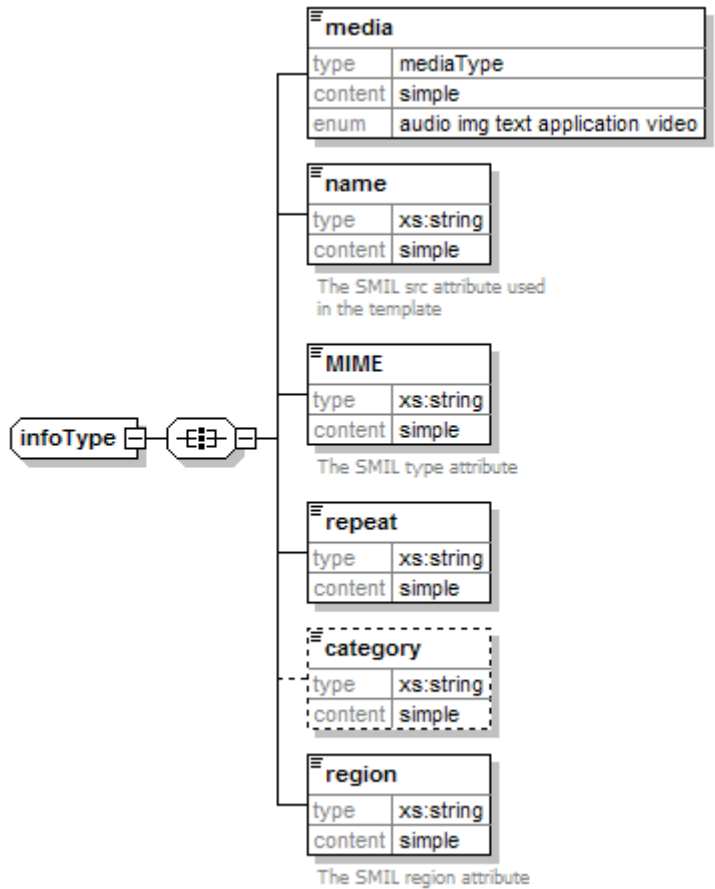 media
type mediaType
content simple
enum audio img text application video
name
type xs:string
content simple
The SMIL src attribute used
in the template
MIME
type xs:string
content simple
The SMIL type attribute
infoType
repeat
type xs:string
content simple
category
type xs:string
content simple
region
type xs:string
content simple
The SMIL region attribute